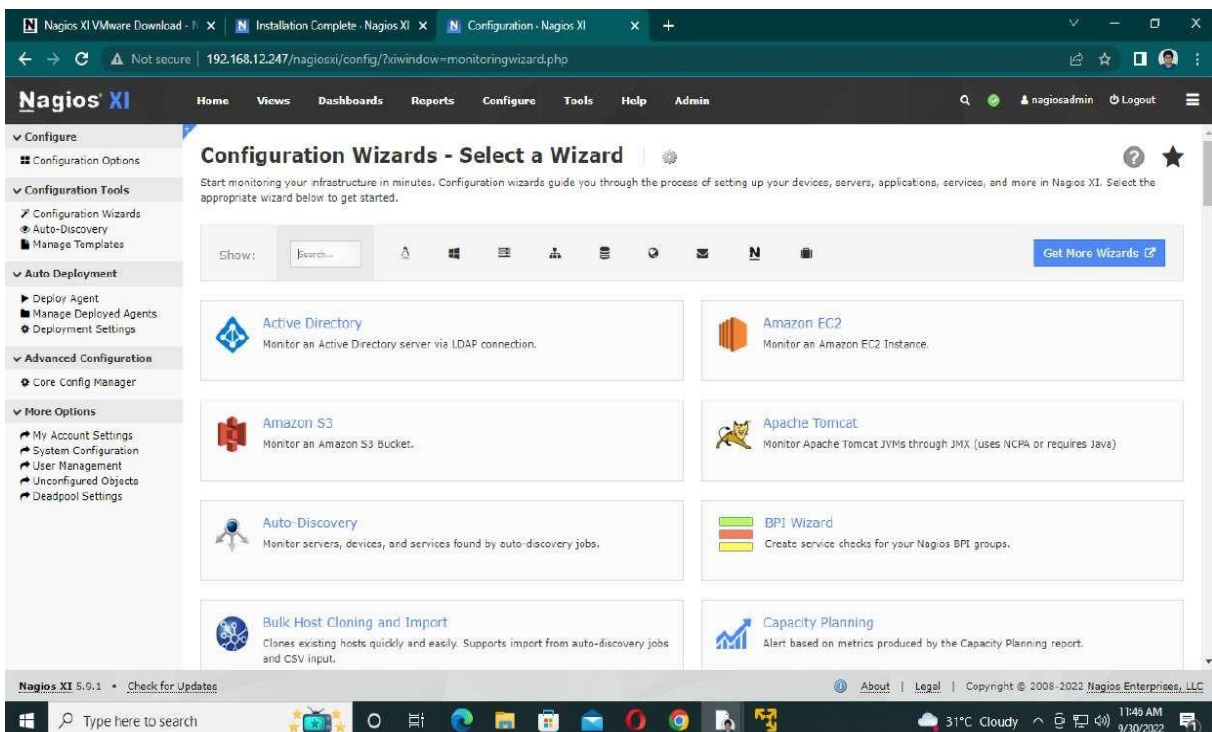 Nagios XI VMware Download - N
Installation Complete · Nagios XI
Configuration · Nagios XI
Not secure | 192.168.12.247/nagiosxi/config/?xiwindow=monitoringwizard.php
Nagios XI
Home Views Dashboards Reports Configure Tools Help Admin
nagiosadmin Logout
Configure
Configuration Options
Configuration Tools
Configuration Wizards
Auto-Discovery
Manage Templates
Auto Deployment
Deploy Agent
Manage Deployed Agents
Deployment Settings
Advanced Configuration
Core Config Manager
More Options
My Account Settings
System Configuration
User Management
Unconfigured Objects
Deadpool Settings
Configuration Wizards - Select a Wizard
Start monitoring your infrastructure in minutes. Configuration wizards guide you through the process of setting up your devices, servers, applications, services, and more in Nagios XI. Select the
appropriate wizard below to get started.
Show: Search... N Get More Wizards
Active Directory
Monitor an Active Directory server via LDAP connection.
Amazon EC2
Monitor an Amazon EC2 Instance.
Amazon S3
Monitor an Amazon S3 Bucket.
Apache Tomcat
Monitor Apache Tomcat JVMs through JMX (uses NCPA or requires Java)
Auto-Discovery
Monitor servers, devices, and services found by auto-discovery jobs.
BPI Wizard
Create service checks for your Nagios BPI groups.
Bulk Host Cloning and Import
Clones existing hosts quickly and easily. Supports import from auto-discovery jobs
and CSV input.
Capacity Planning
Alert based on metrics produced by the Capacity Planning report.
Nagios XI 5.9.1 • Check for Updates
About | Legal | Copyright © 2008-2022 Nagios Enterprises, LLC
Type here to search
31°C Cloudy
11:46 AM
9/30/2022